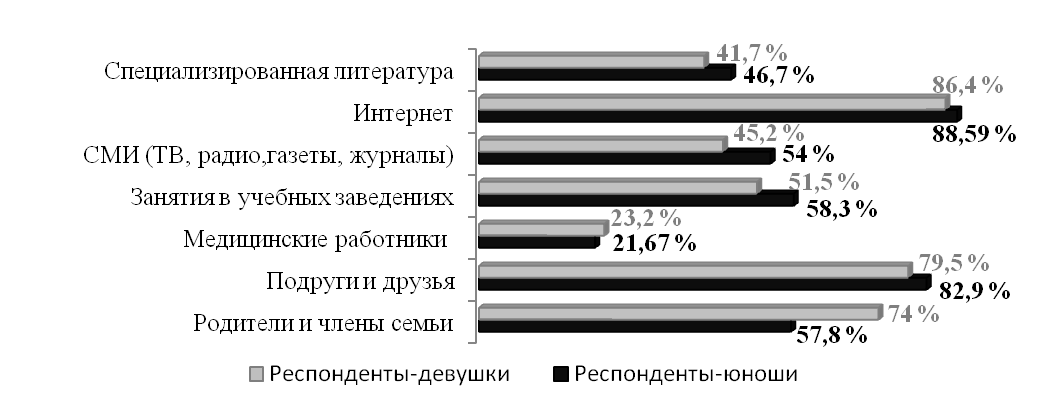 Специализированная литература
41,7 %
46,7 %
Интернет
86,4 %
88,59 %
СМИ (ТВ, радио,газеты, журналы)
45,2 %
54 %
Занятия в учебных заведениях
51,5 %
58,3 %
Медицинские работники
23,2 %
21,67 %
Подруги и друзья
79,5 %
82,9 %
Родители и члены семьи
74 %
57,8 %
Респонденты-девушки
Респонденты-юноши